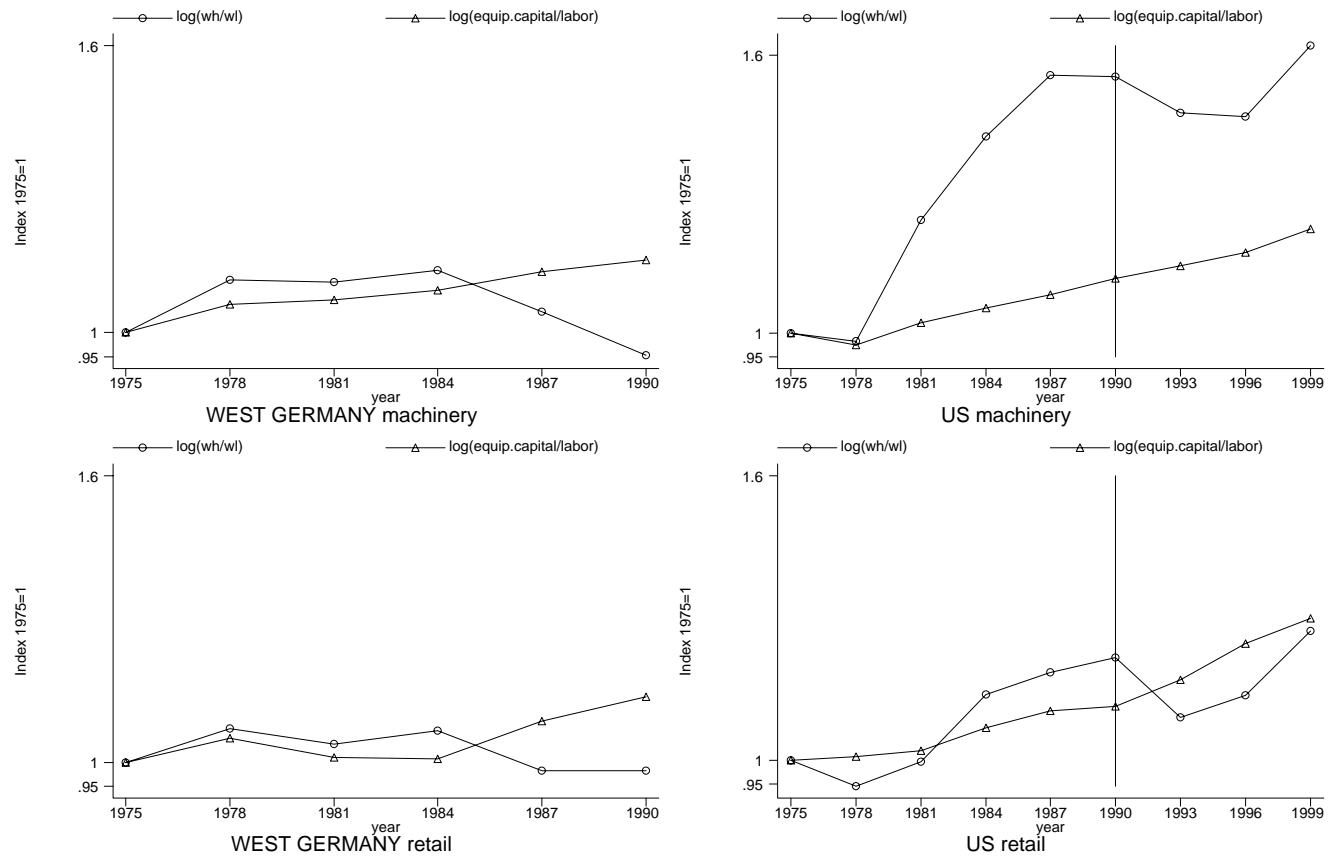 log(wh/wl) log(equip.capital/labor)
1.6
Index 1975=1
1
.95
1975 1978 1981 1984 1987 1990
year
WEST GERMANY machinery
log(wh/wl) log(equip.capital/labor)
1.6
Index 1975=1
1
.95
1975 1978 1981 1984 1987 1990 1993 1996 1999
year
US machinery
log(wh/wl) log(equip.capital/labor)
1.6
Index 1975=1
1
.95
1975 1978 1981 1984 1987 1990
year
WEST GERMANY retail
log(wh/wl) log(equip.capital/labor)
1.6
Index 1975=1
1
.95
1975 1978 1981 1984 1987 1990 1993 1996 1999
year
US retail